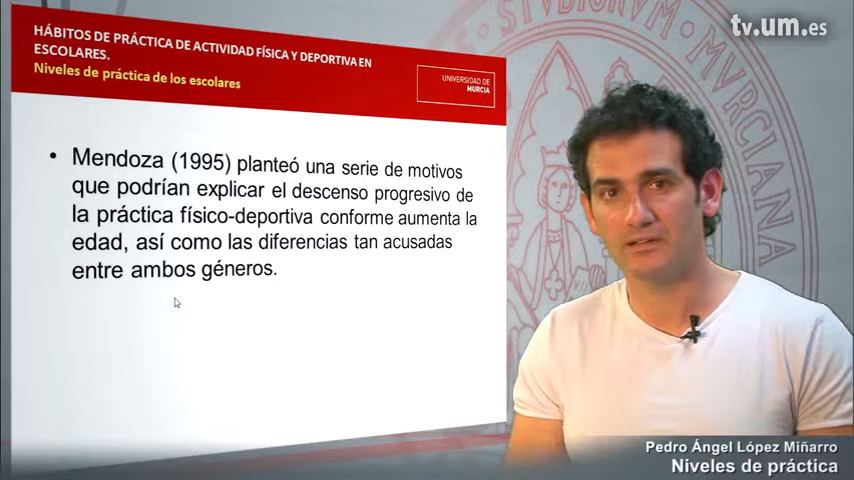 tv.um.es
HÁBITOS DE PRÁCTICA DE ACTIVIDAD FÍSICA Y DEPORTIVA EN
ESCOLARES.
Niveles de práctica de los escolares
UNIVERSIDAD DE
MURCIA
• Mendoza (1995) planteó una serie de motivos
que podrían explicar el descenso progresivo de
la práctica físico-deportiva conforme aumenta la
edad, así como las diferencias tan acusadas
entre ambos géneros.
MVRCIANA
Pedro Ángel López Miñarro
Niveles de práctica